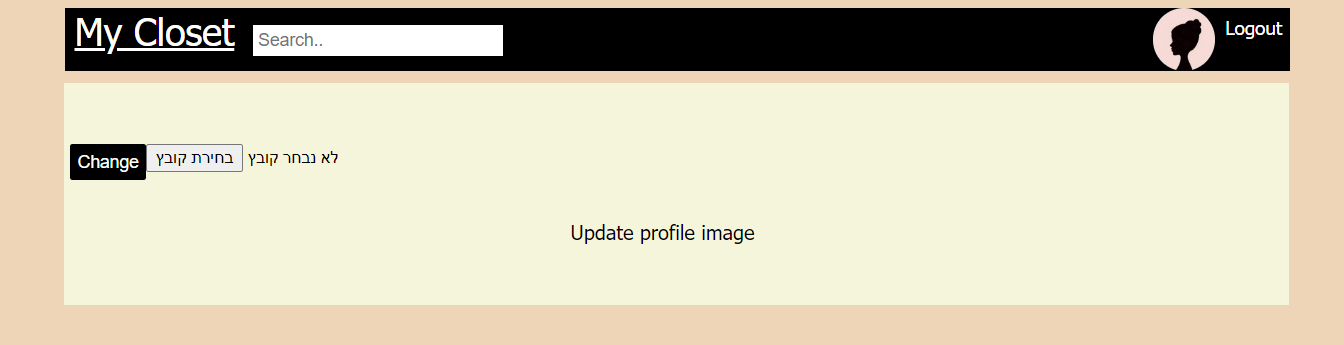 My Closet
Search..
Logout
Change
בחירת קובץ
לא נבחר קובץ
Update profile image